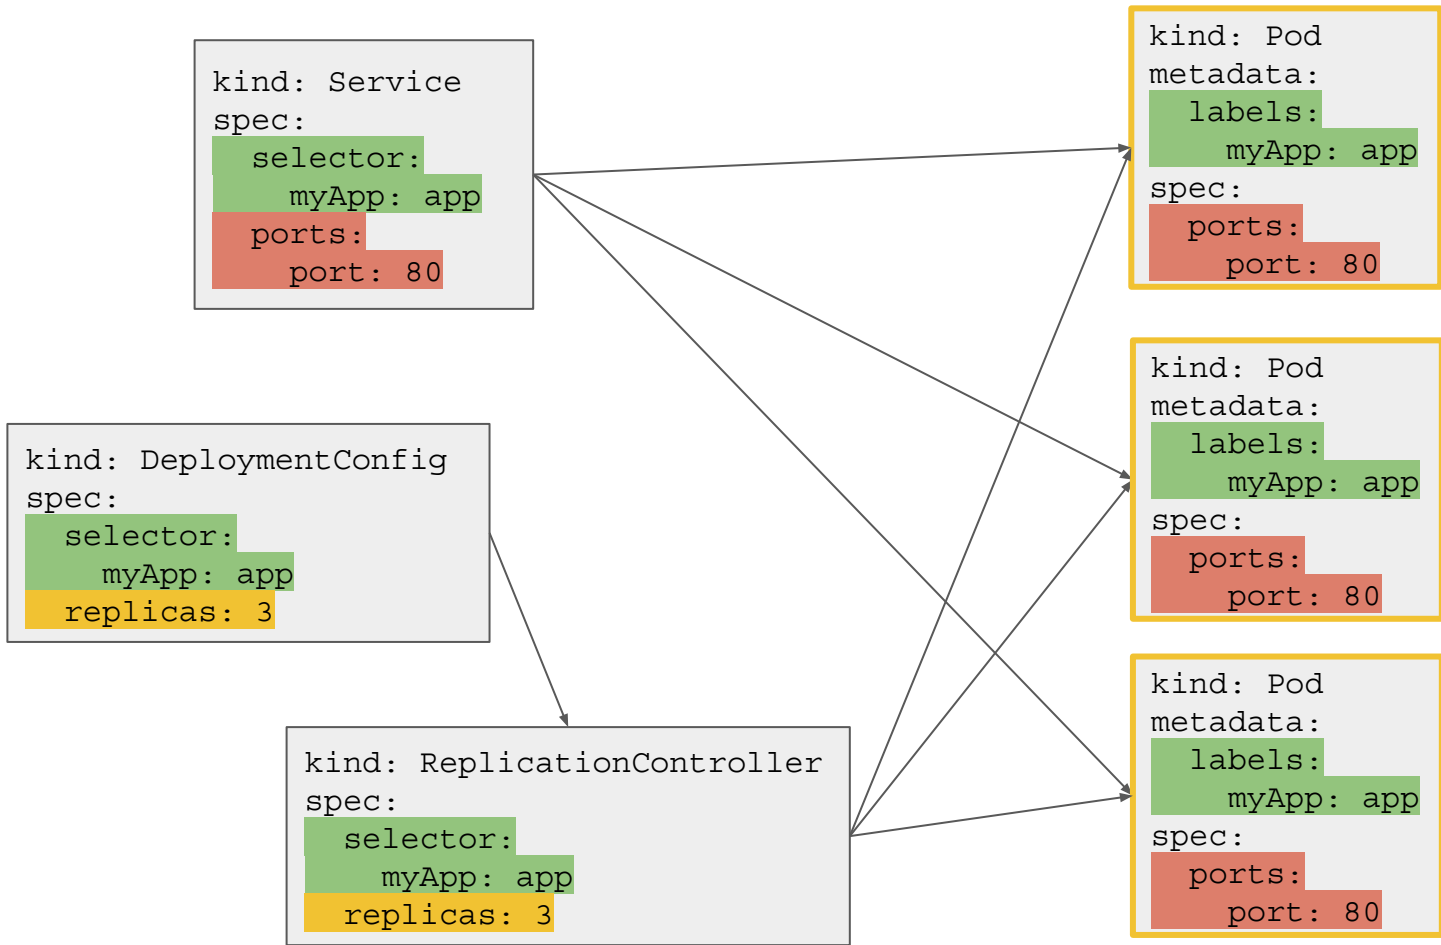 kind: Service
spec:
  selector:
    myApp: app
  ports:
    port: 80
kind: DeploymentConfig
spec:
  selector:
    myApp: app
  replicas: 3
kind: ReplicationController
spec:
  selector:
    myApp: app
  replicas: 3
kind: Pod
metadata:
  labels:
    myApp: app
spec:
  ports:
    port: 80
kind: Pod
metadata:
  labels:
    myApp: app
spec:
  ports:
    port: 80
kind: Pod
metadata:
  labels:
    myApp: app
spec:
  ports:
    port: 80